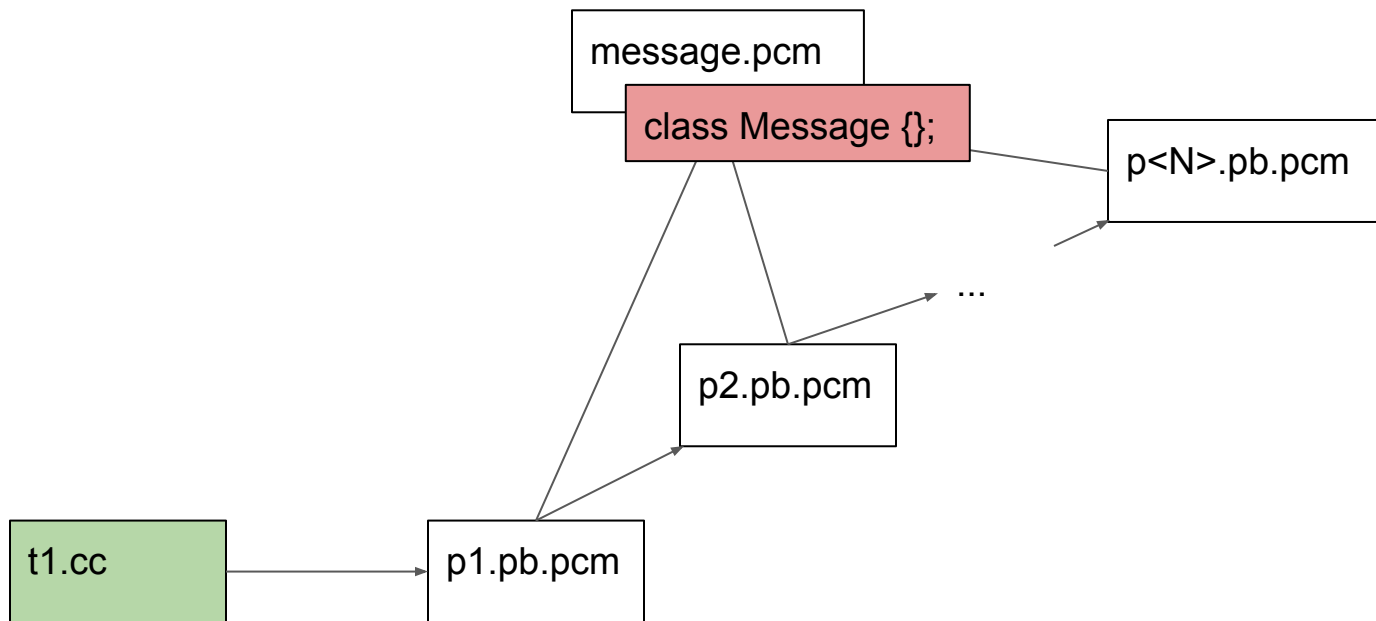 message.pcm
class Message {};
p<N>.pb.pcm
...
p2.pb.pcm
t1.cc
p1.pb.pcm